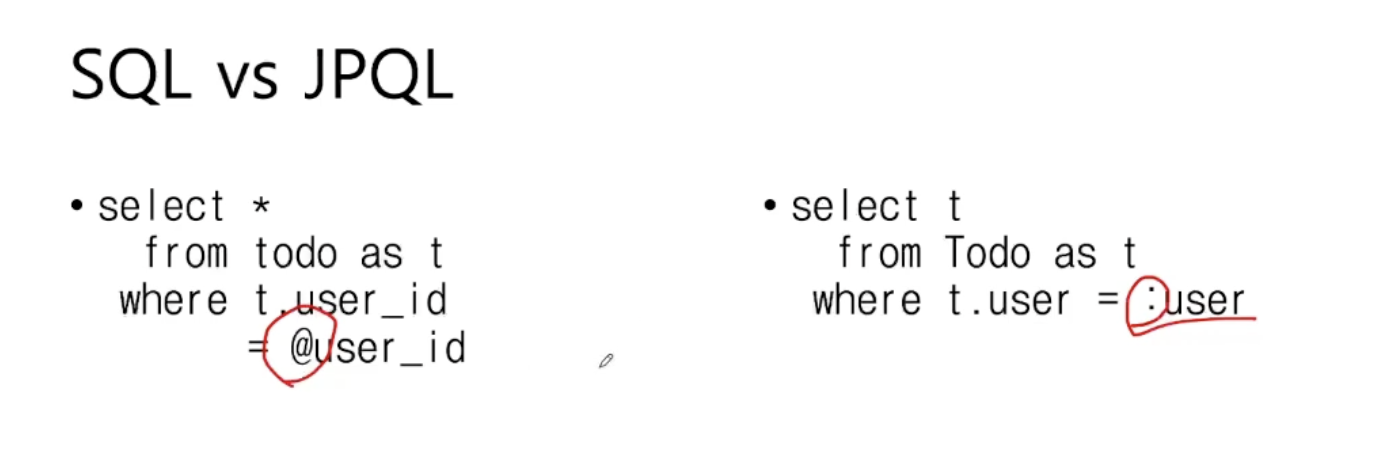 SQL vs JPQL
• select *
from todo as t
where t.user_id
= @user_id
• select t
from Todo as t
where t.user = :user